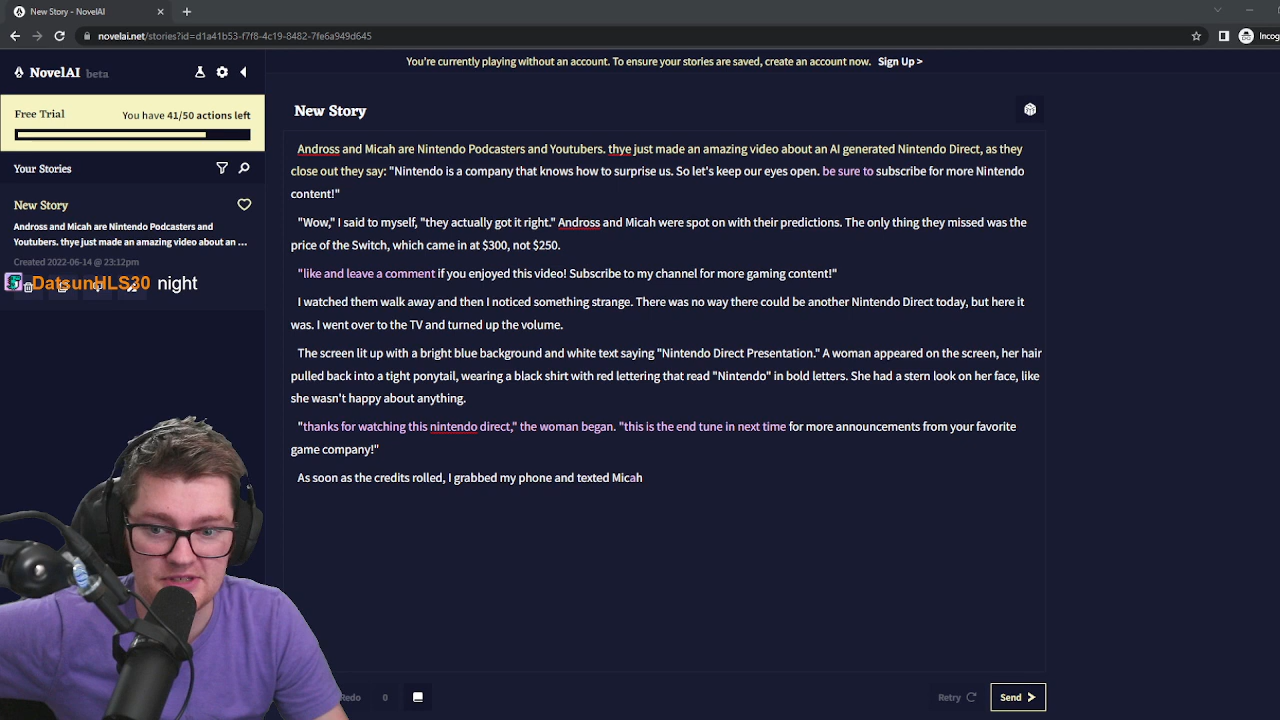 New Story - NovelAI
novelai.net/stories?id=d1a41b53-f7f8-4c19-8482-7fe6a949d645
Incog
NovelAI beta
You're currently playing without an account. To ensure your stories are saved, create an account now. Sign Up >
Free Trial
You have 41/50 actions left
Your Stories
New Story
Andross and Micah are Nintendo Podcasters and
Youtubers. thye just made an amazing video about an ...
Created 2022-06-14 @ 23:12pm
DatsunHLS30 night
New Story
Andross and Micah are Nintendo Podcasters and Youtubers. thye just made an amazing video about an AI generated Nintendo Direct, as they
close out they say: "Nintendo is a company that knows how to surprise us. So let's keep our eyes open. be sure to subscribe for more Nintendo
content!"
"Wow," I said to myself, "they actually got it right." Andross and Micah were spot on with their predictions. The only thing they missed was the
price of the Switch, which came in at $300, not $250.
"like and leave a comment if you enjoyed this video! Subscribe to my channel for more gaming content!"
I watched them walk away and then I noticed something strange. There was no way there could be another Nintendo Direct today, but here it
was. I went over to the TV and turned up the volume.
The screen lit up with a bright blue background and white text saying "Nintendo Direct Presentation." A woman appeared on the screen, her hair
pulled back into a tight ponytail, wearing a black shirt with red lettering that read "Nintendo" in bold letters. She had a stern look on her face, like
she wasn't happy about anything.
"thanks for watching this nintendo direct," the woman began. "this is the end tune in next time for more announcements from your favorite
game company!"
As soon as the credits rolled, I grabbed my phone and texted Micah
Redo 0
Retry
Send